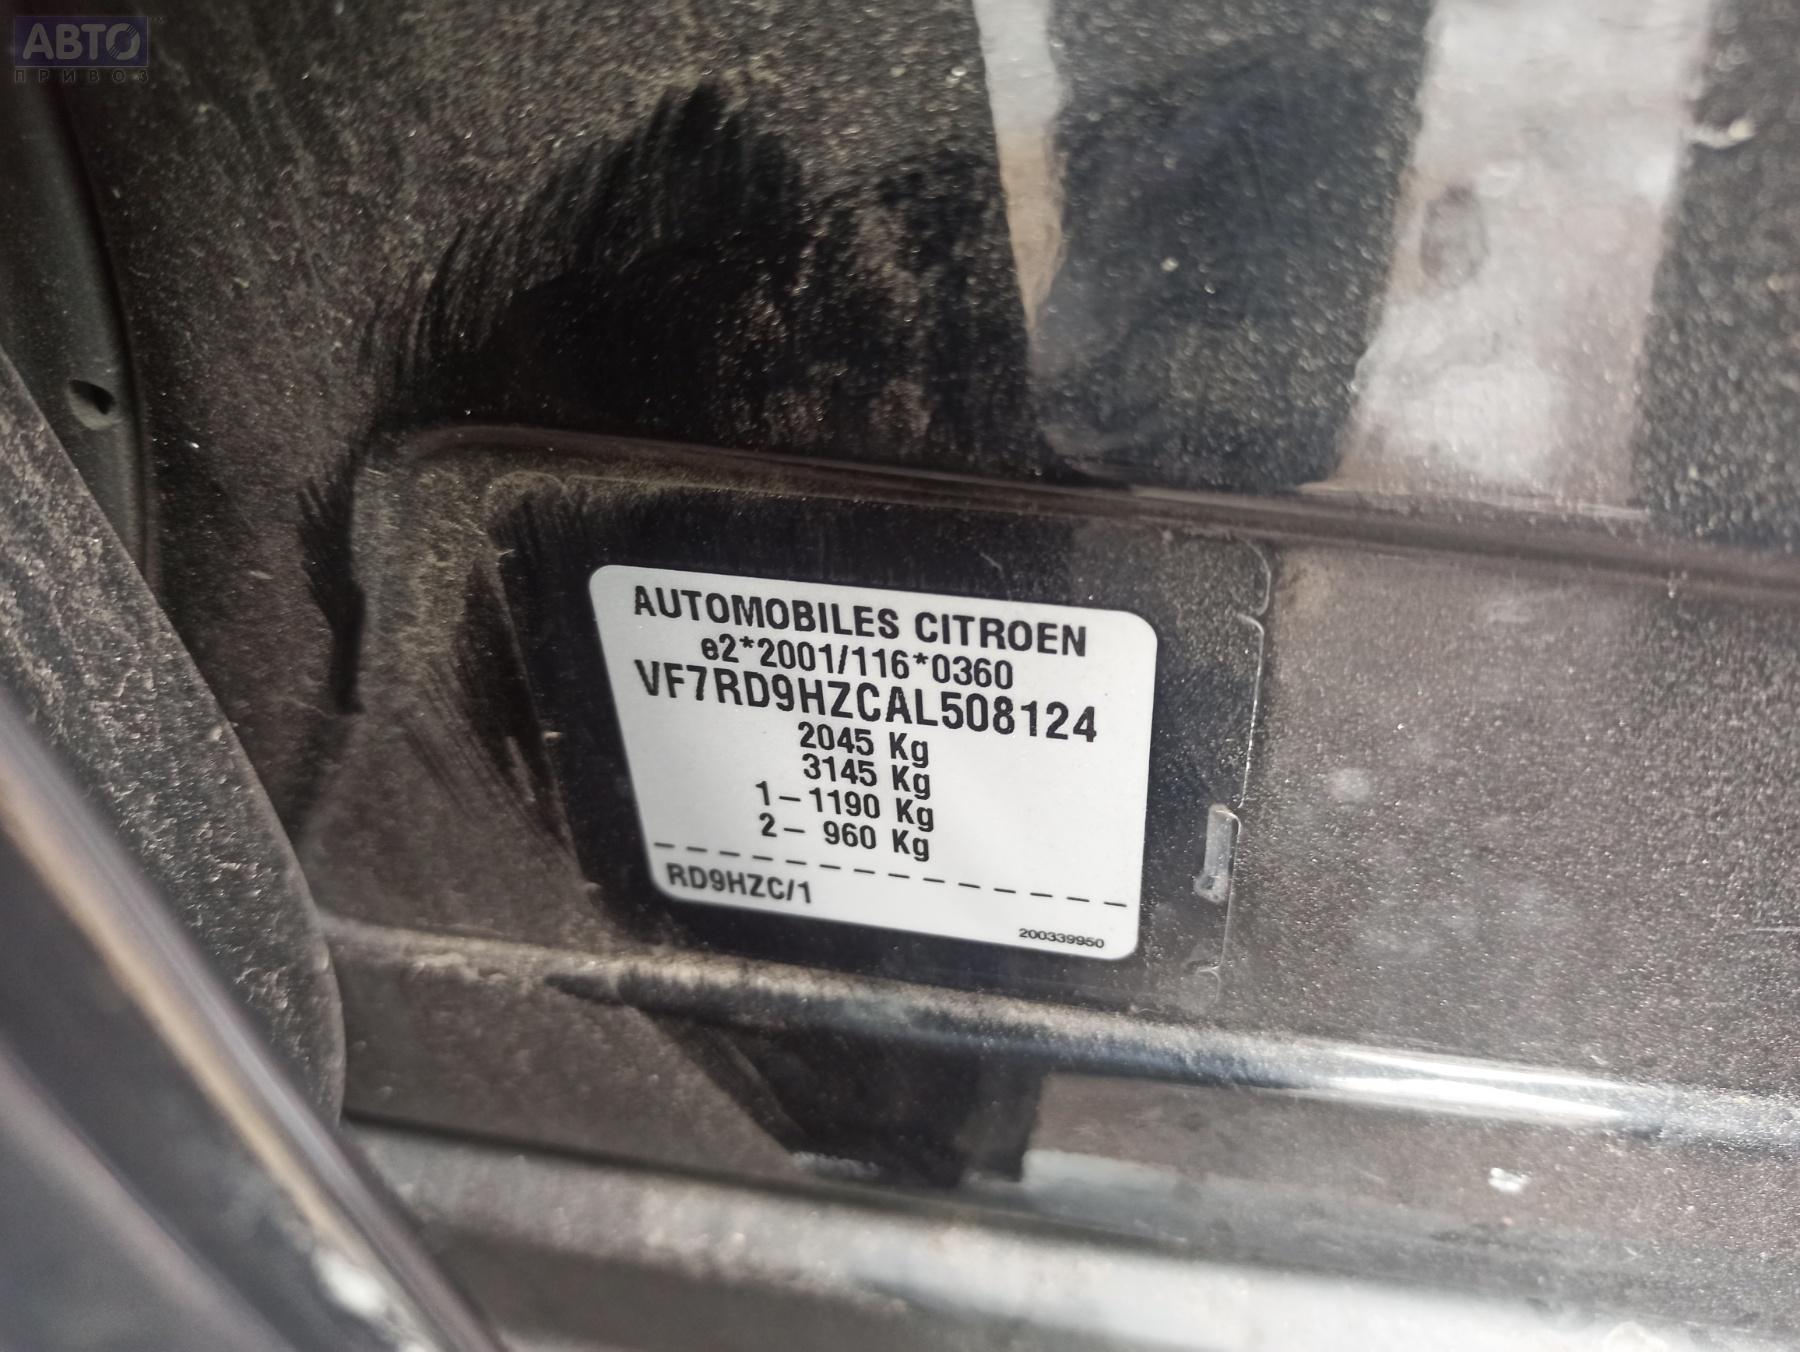 АВТО
ПРИВОЗ
AUTOMOBILES CITROEN
e2*2001/116*0360
VF7RD9HZCAL508124
2045 Kg
3145 Kg
1-1190 Kg
2- 960 Kg
RD9HZC/1
200339950